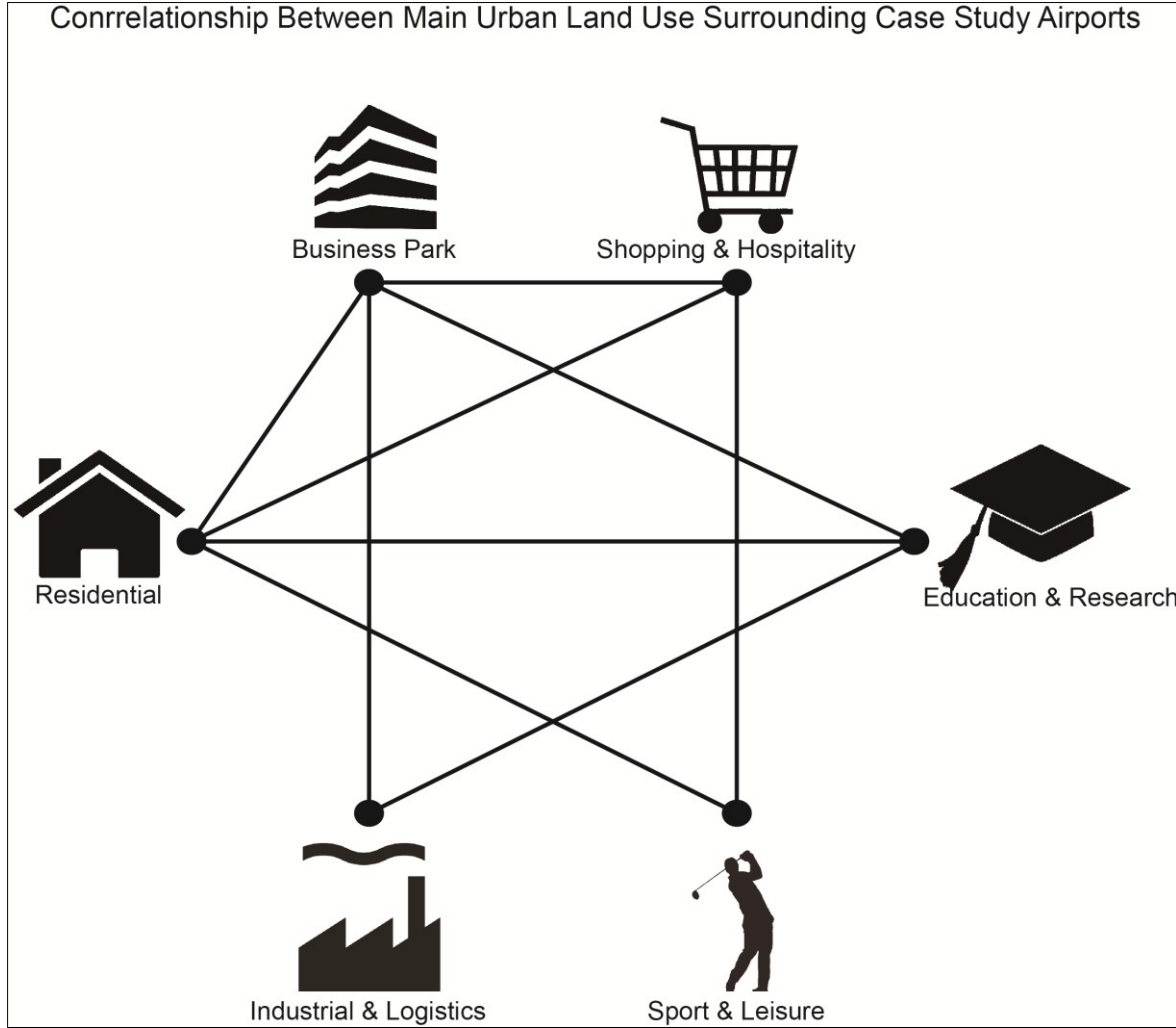 Conrrelationship Between Main Urban Land Use Surrounding Case Study Airports
Business Park
Shopping & Hospitality
Residential
Education & Research
Industrial & Logistics
Sport & Leisure